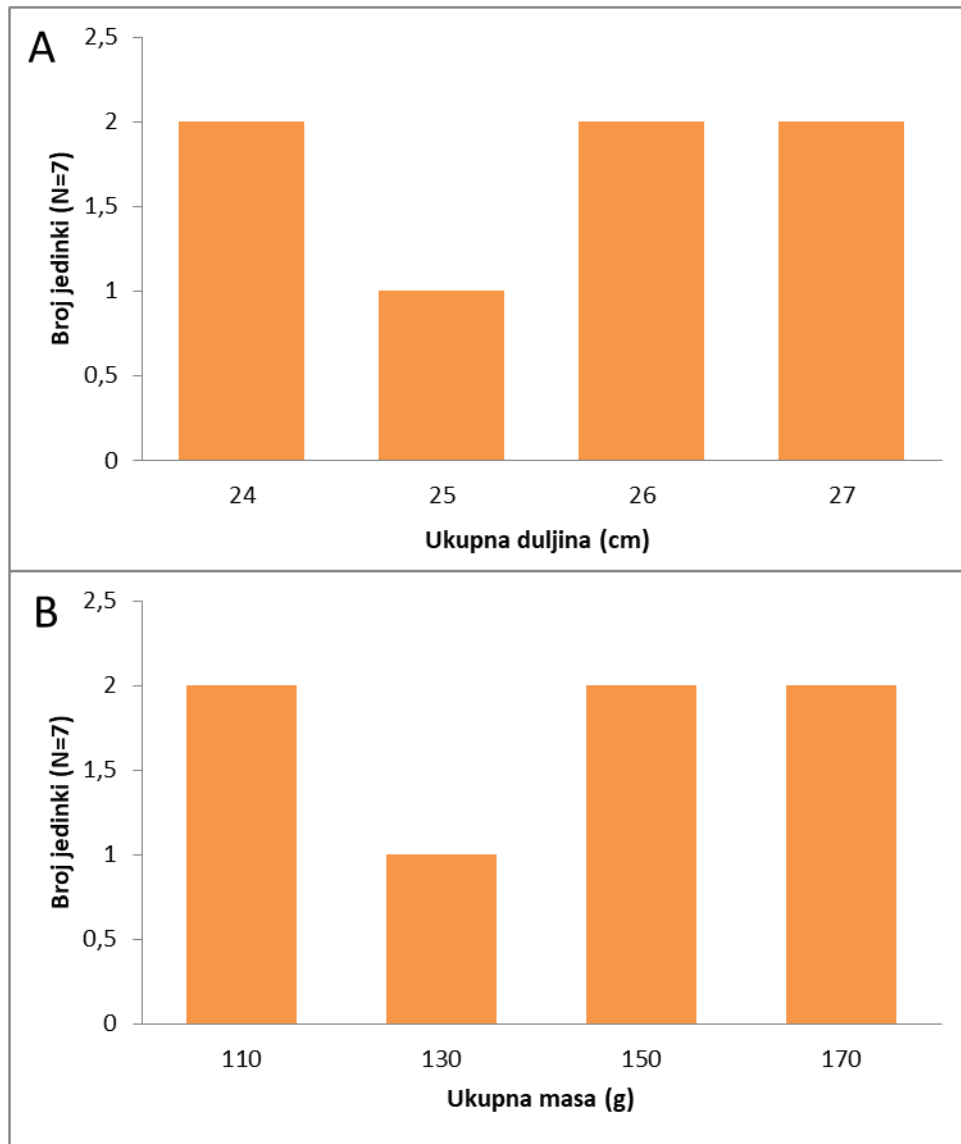 A
2,5
2
1,5
1
0,5
0
Broj jedinki (N=7)
24 25 26 27
Ukupna duljina (cm)
B
2,5
2
1,5
1
0,5
0
Broj jedinki (N=7)
110 130 150 170
Ukupna masa (g)